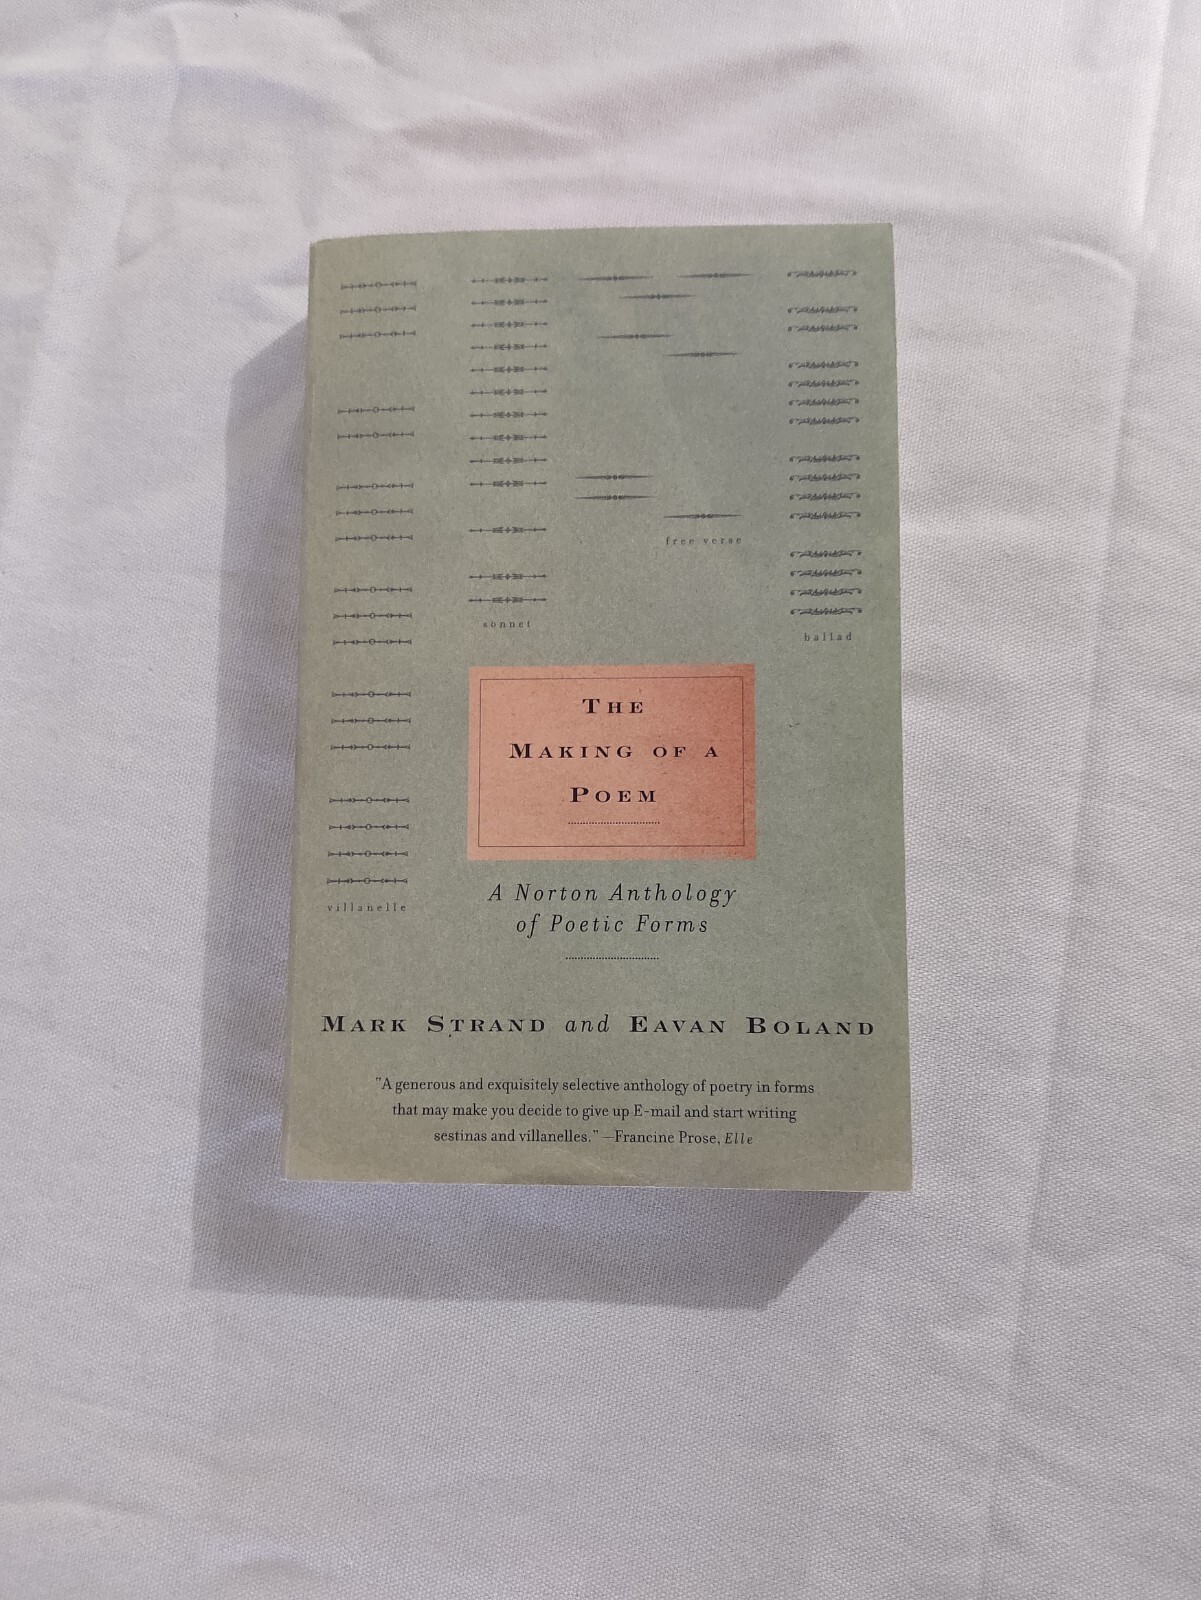 free verse
sonnet
ballad
The
Making of a
Poem
villanelle
A Norton Anthology
of Poetic Forms
Mark Strand and Eavan Boland
"A generous and exquisitely selective anthology of poetry in forms
that may make you decide to give up E-mail and start writing
sestinas and villanelles." —Francine Prose, Elle